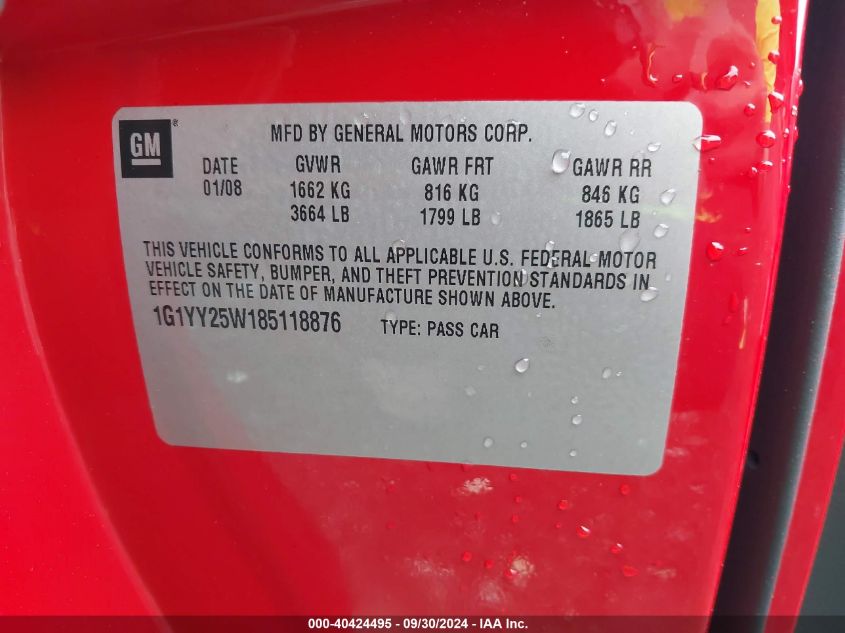 GM®
MFD BY GENERAL MOTORS CORP.
DATE GVWR GAWR FRT GAWR RR
01/08 1662 KG 816 KG 846 KG
3664 LB 1799 LB 1865 LB
THIS VEHICLE CONFORMS TO ALL APPLICABLE U.S. FEDERAL MOTOR
VEHICLE SAFETY, BUMPER, AND THEFT PREVENTION STANDARDS IN
EFFECT ON THE DATE OF MANUFACTURE SHOWN ABOVE.
1G1YY25W185118876 TYPE: PASS CAR
000-40424495 - 09/30/2024 - IAA Inc.